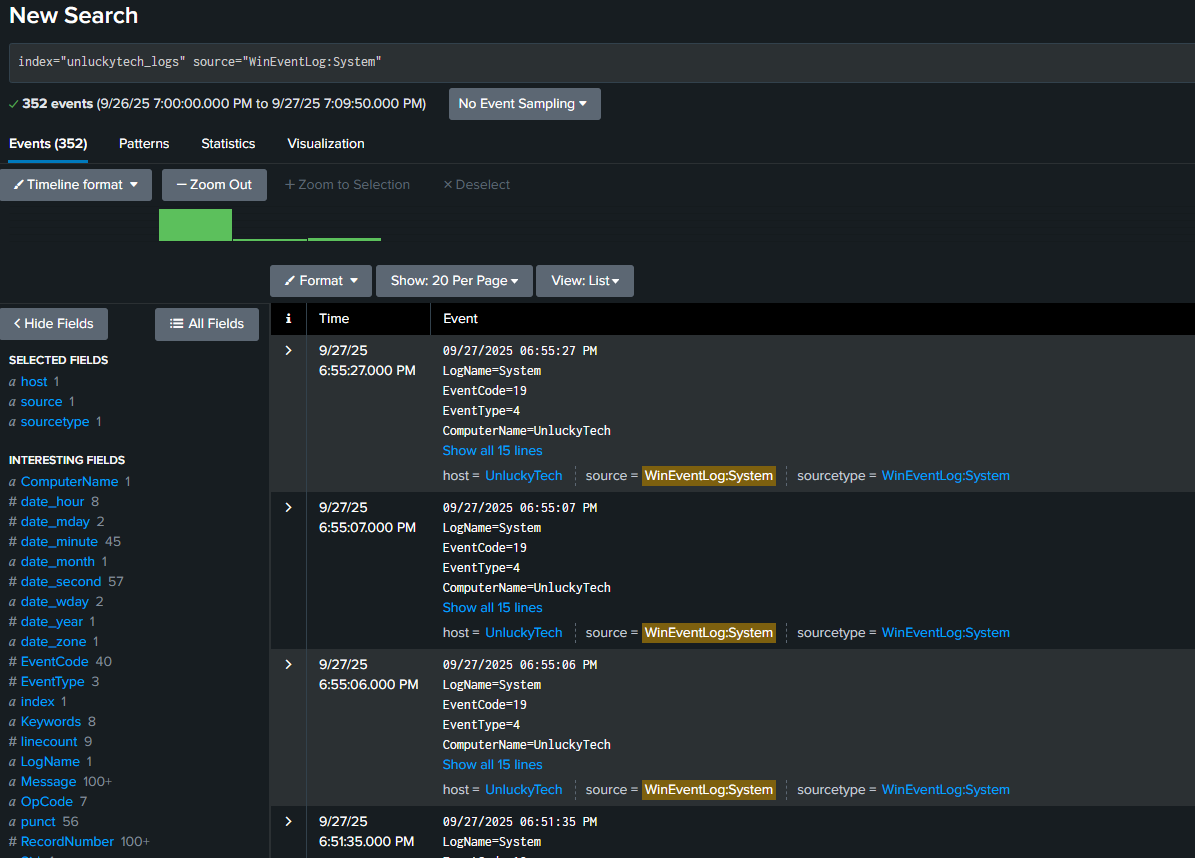 New Search
index="unluckytech_logs" source="WinEventLog:System"
352 events (9/26/25 7:00:00.000 PM to 9/27/25 7:09:50.000 PM)
No Event Sampling
Events (352) Patterns Statistics Visualization
Timeline format — Zoom Out + Zoom to Selection × Deselect
Format Show: 20 Per Page View: List
< Hide Fields All Fields
i Time Event
SELECTED FIELDS
a host 1
a source 1
a sourcetype 1
INTERESTING FIELDS
a ComputerName 1
# date_hour 8
# date_mday 2
# date_minute 45
a date_month 1
# date_second 57
a date_wday 2
# date_year 1
a date_zone 1
# EventCode 40
# EventType 3
a index 1
a Keywords 8
# linecount 9
a LogName 1
a Message 100+
a OpCode 7
a punct 56
# RecordNumber 100+
9/27/25
6:55:27.000 PM
09/27/2025 06:55:27 PM
LogName=System
EventCode=19
EventType=4
ComputerName=UnluckyTech
Show all 15 lines
host = UnluckyTech source = WinEventLog:System sourcetype = WinEventLog:System
9/27/25
6:55:07.000 PM
09/27/2025 06:55:07 PM
LogName=System
EventCode=19
EventType=4
ComputerName=UnluckyTech
Show all 15 lines
host = UnluckyTech source = WinEventLog:System sourcetype = WinEventLog:System
9/27/25
6:55:06.000 PM
09/27/2025 06:55:06 PM
LogName=System
EventCode=19
EventType=4
ComputerName=UnluckyTech
Show all 15 lines
host = UnluckyTech source = WinEventLog:System sourcetype = WinEventLog:System
9/27/25
6:51:35.000 PM
09/27/2025 06:51:35 PM
LogName=System